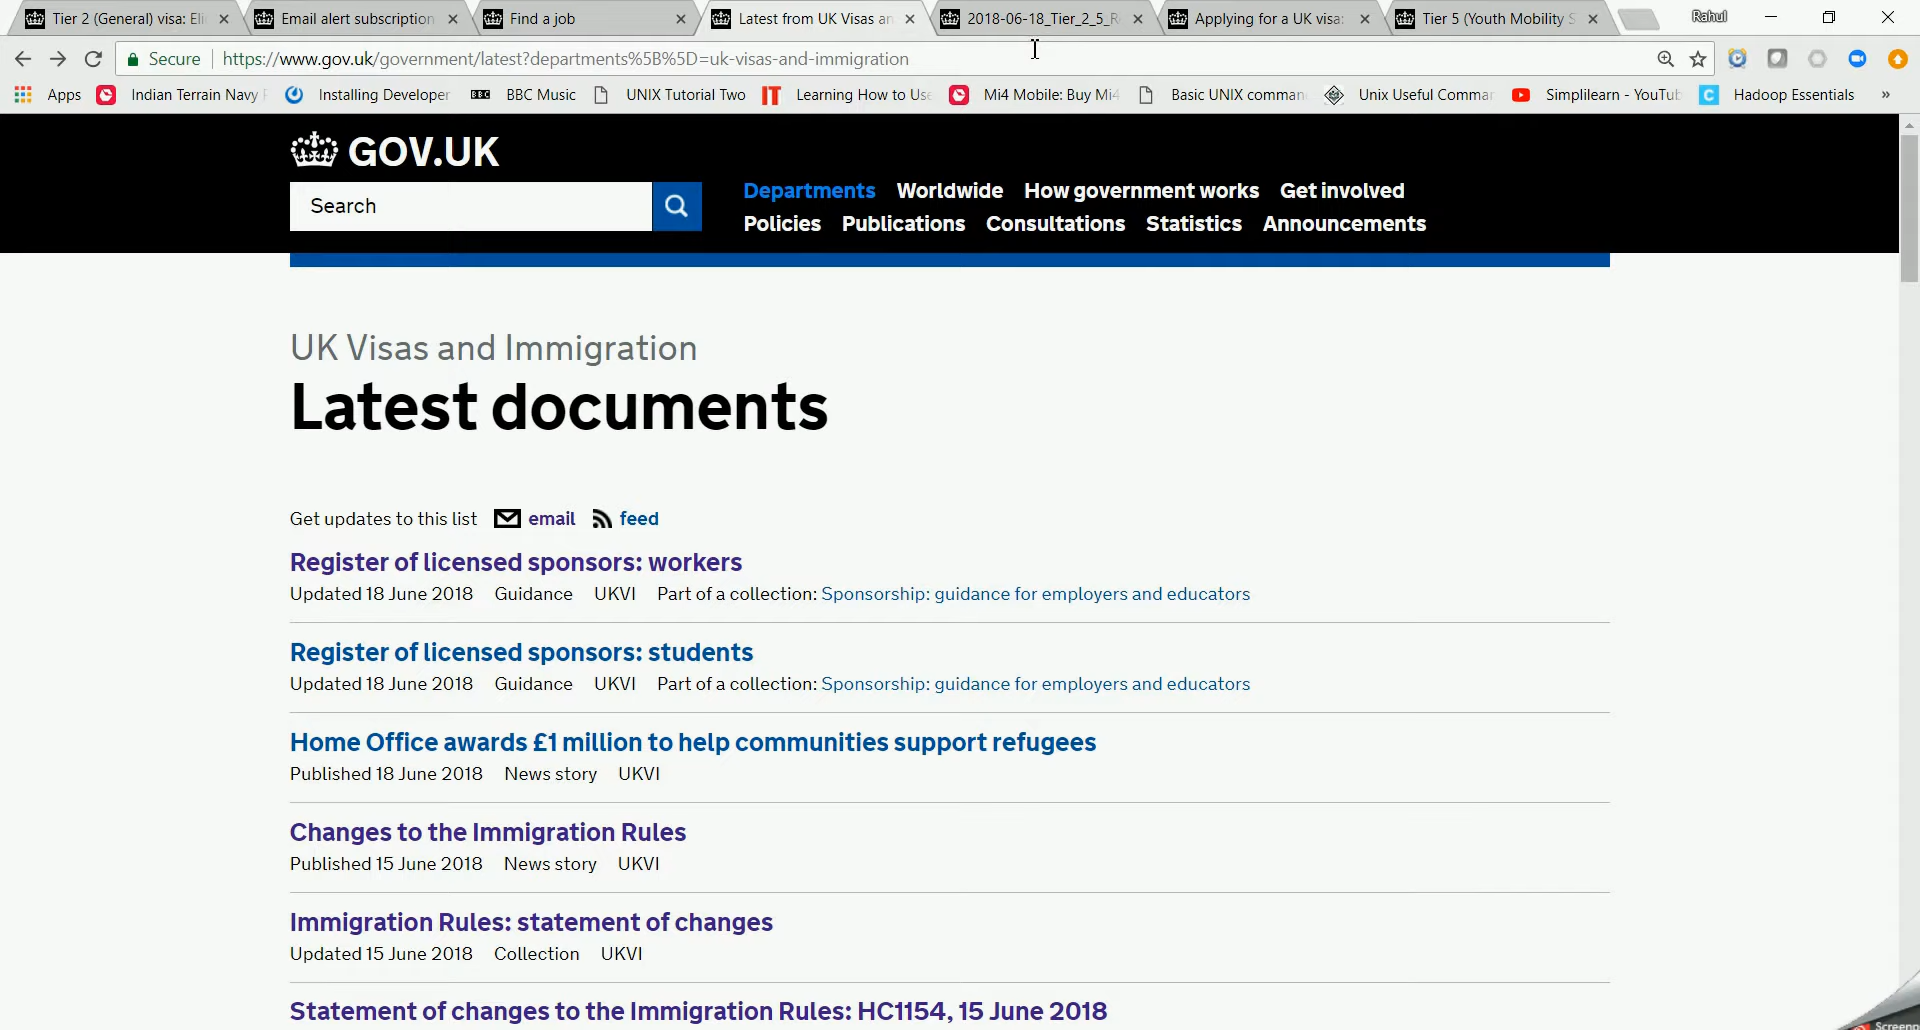 Tier 2 (General) visa: Eli
Email alert subscription
Find a job
Latest from UK Visas an
2018-06-18_Tier_2_5_R
Applying for a UK visa:
Tier 5 (Youth Mobility S
Rahul
Secure https://www.gov.uk/government/latest?departments%5B%5D=uk-visas-and-immigration
Apps Indian Terrain Navy Installing Developer BBC BBC Music UNIX Tutorial Two IT Learning How to Use Mi4 Mobile: Buy Mi4 Basic UNIX comman Unix Useful Comma Simplilearn - YouTub C Hadoop Essentials »
GOV.UK
Search
Departments Worldwide How government works Get involved
Policies Publications Consultations Statistics Announcements
UK Visas and Immigration
Latest documents
Get updates to this list email feed
Register of licensed sponsors: workers
Updated 18 June 2018 Guidance UKVI Part of a collection: Sponsorship: guidance for employers and educators
Register of licensed sponsors: students
Updated 18 June 2018 Guidance UKVI Part of a collection: Sponsorship: guidance for employers and educators
Home Office awards £1 million to help communities support refugees
Published 18 June 2018 News story UKVI
Changes to the Immigration Rules
Published 15 June 2018 News story UKVI
Immigration Rules: statement of changes
Updated 15 June 2018 Collection UKVI
Statement of changes to the Immigration Rules: HC1154, 15 June 2018